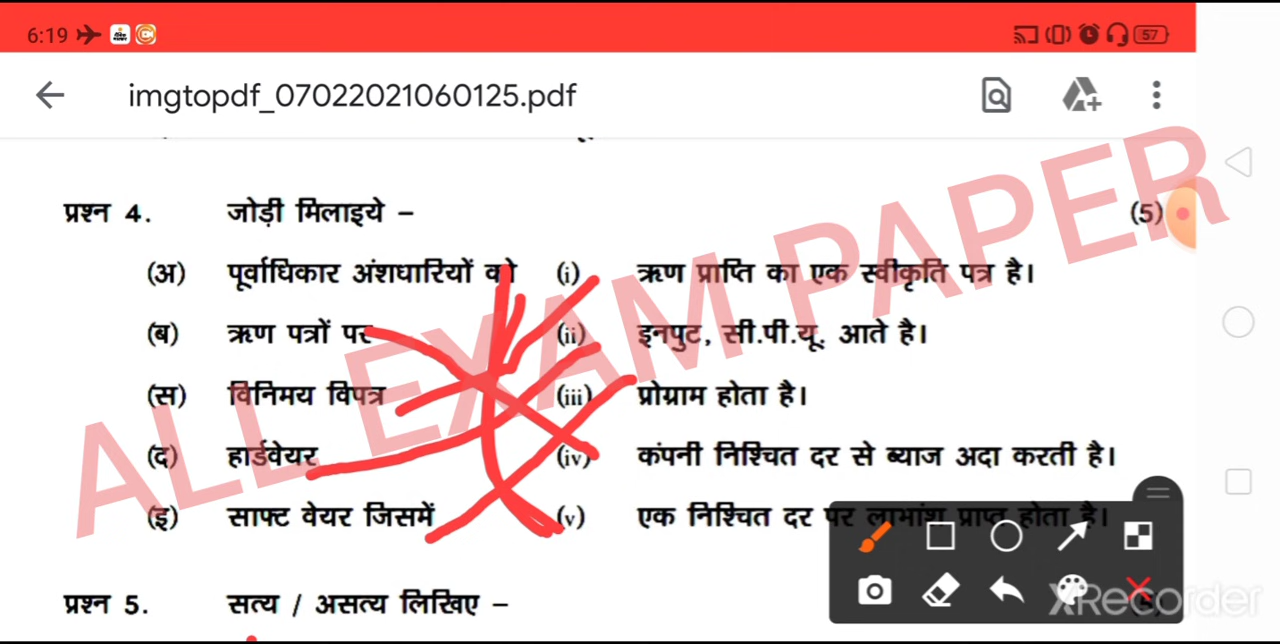 6:19 57
imgtopdf_07022021060125.pdf
प्रश्न 4. जोड़ी मिलाइये – (5)
(अ) पूर्वाधिकार अंशधारियों को (i) ऋण प्राप्ति का एक स्वीकृति पत्र है।
(ब) ऋण पत्रों पर (ii) इनपुट, सी.पी.यू. आते है।
(स) विनिमय विपत्र (iii) प्रोग्राम होता है।
(द) हार्डवेयर (iv) कंपनी निश्चित दर से ब्याज अदा करती है।
(इ) साफ्ट वेयर जिसमें (v) एक निश्चित दर पर लाभांश प्राप्त होता है।
प्रश्न 5. सत्य / असत्य लिखिए –
ALL EXAM PAPER
XRecorder